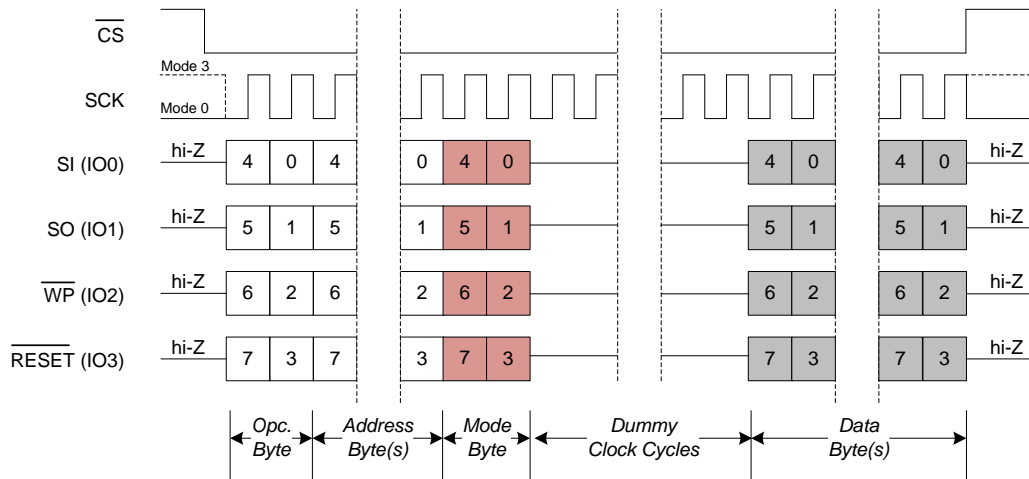 CS
Mode 3
SCK
Mode 0
SI (IO0) hi-Z 4 0 4 0 4 0 4 0 4 0 hi-Z
SO (IO1) hi-Z 5 1 5 1 5 1 5 1 5 1 hi-Z
WP (IO2) hi-Z 6 2 6 2 6 2 6 2 6 2 hi-Z
RESET (IO3) hi-Z 7 3 7 3 7 3 7 3 7 3 hi-Z
Opc. Address Mode Dummy Data
Byte Byte(s) Byte Clock Cycles Byte(s)